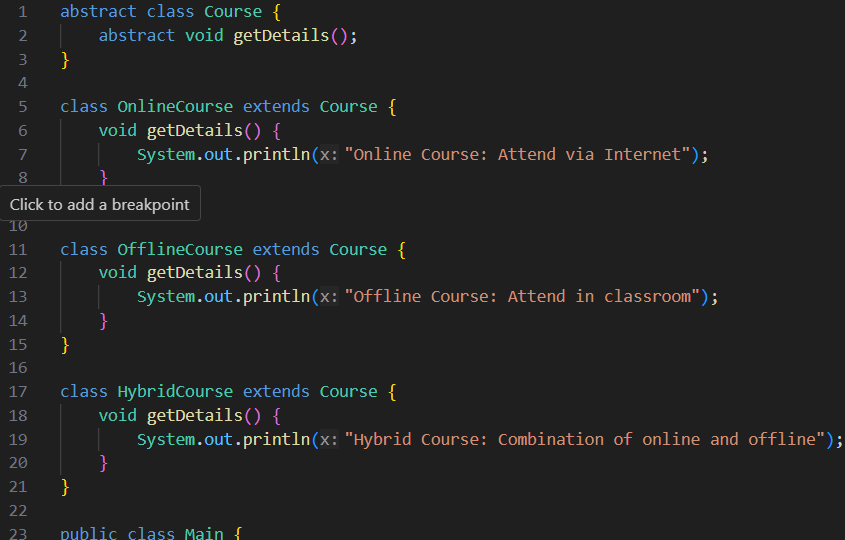 1 abstract class Course {
2 abstract void getDetails();
3 }
4
5 class OnlineCourse extends Course {
6 void getDetails() {
7 System.out.println(x: "Online Course: Attend via Internet");
8 }
Click to add a breakpoint
10
11 class OfflineCourse extends Course {
12 void getDetails() {
13 System.out.println(x: "Offline Course: Attend in classroom");
14 }
15 }
16
17 class HybridCourse extends Course {
18 void getDetails() {
19 System.out.println(x: "Hybrid Course: Combination of online and offline");
20 }
21 }
22
23 public class Main {